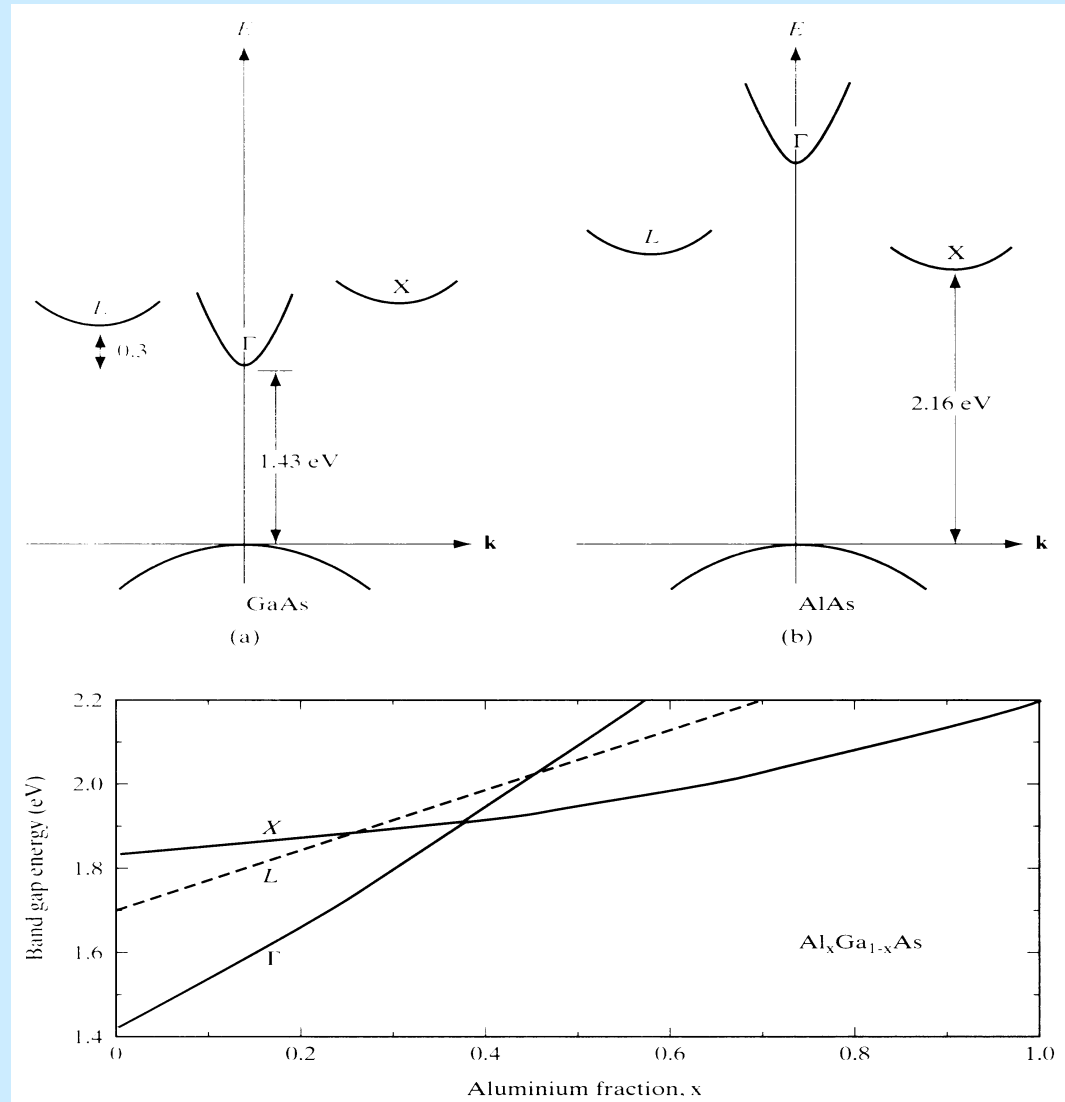 E
E
Γ
L
X
L
X
Γ
0.3
2.16 eV
1.43 eV
k
k
GaAs
AlAs
(a)
(b)
2.2
2.0
1.8
1.6
1.4
Band gap energy (eV)
X
L
Γ
AlxGa1-xAs
0
0.2
0.4
0.6
0.8
1.0
Aluminium fraction, x